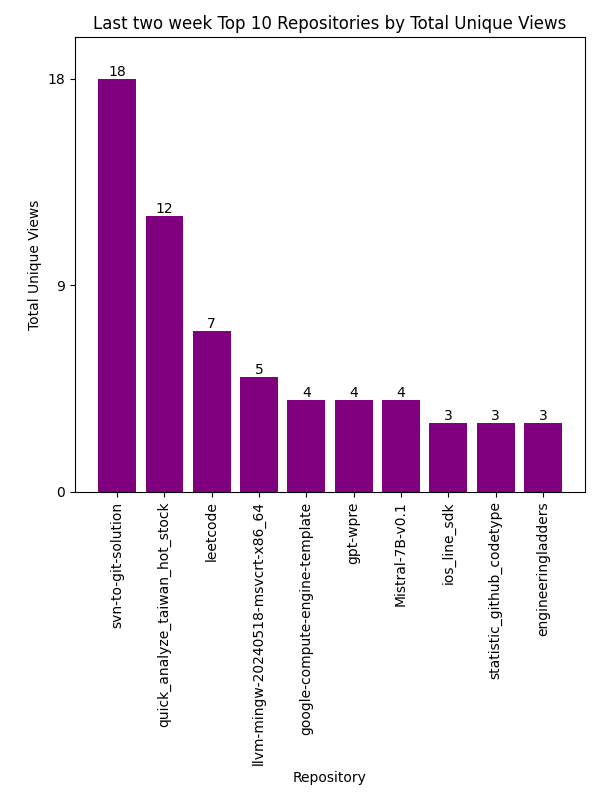 Last two week Top 10 Repositories by Total Unique Views
Total Unique Views
18
9
0
18
12
7
5
4
4
4
3
3
3
svn-to-git-solution
quick_analyze_taiwan_hot_stock
leetcode
llvm-mingw-20240518-msvcrt-x86_64
google-compute-engine-template
gpt-wpre
Mistral-7B-v0.1
ios_line_sdk
statistic_github_codetype
engineeringladders
Repository